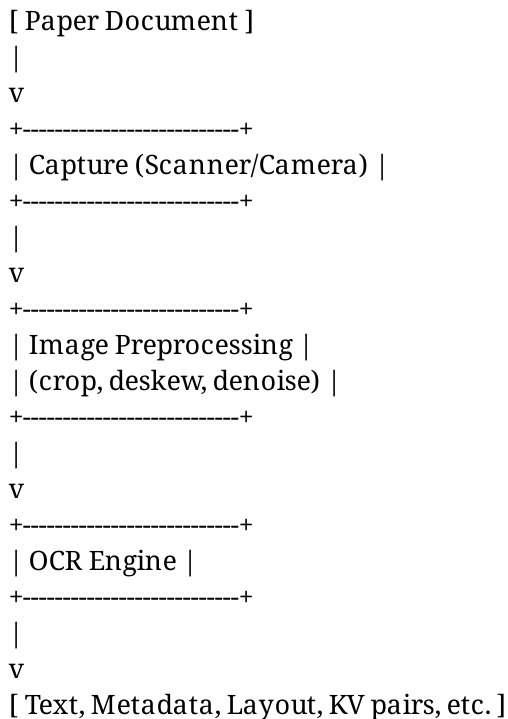 [ Paper Document ]
|
v
+---------------------------+
| Capture (Scanner/Camera) |
+---------------------------+
|
v
+---------------------------+
| Image Preprocessing |
| (crop, deskew, denoise) |
+---------------------------+
|
v
+---------------------------+
| OCR Engine |
+---------------------------+
|
v
[ Text, Metadata, Layout, KV pairs, etc. ]